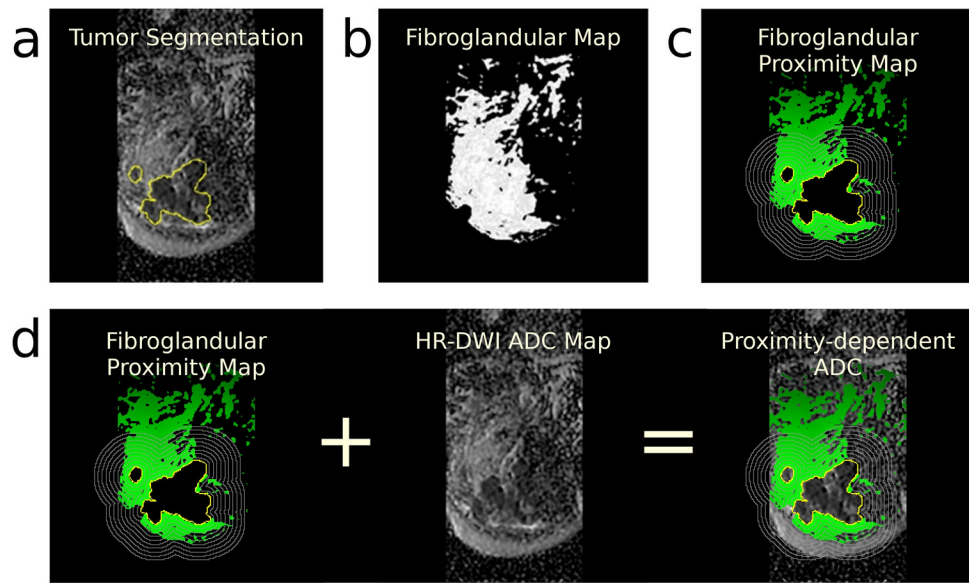 a
Tumor Segmentation
b
Fibroglandular Map
c
Fibroglandular
Proximity Map
d
Fibroglandular
Proximity Map
+
HR-DWI ADC Map
=
Proximity-dependent
ADC